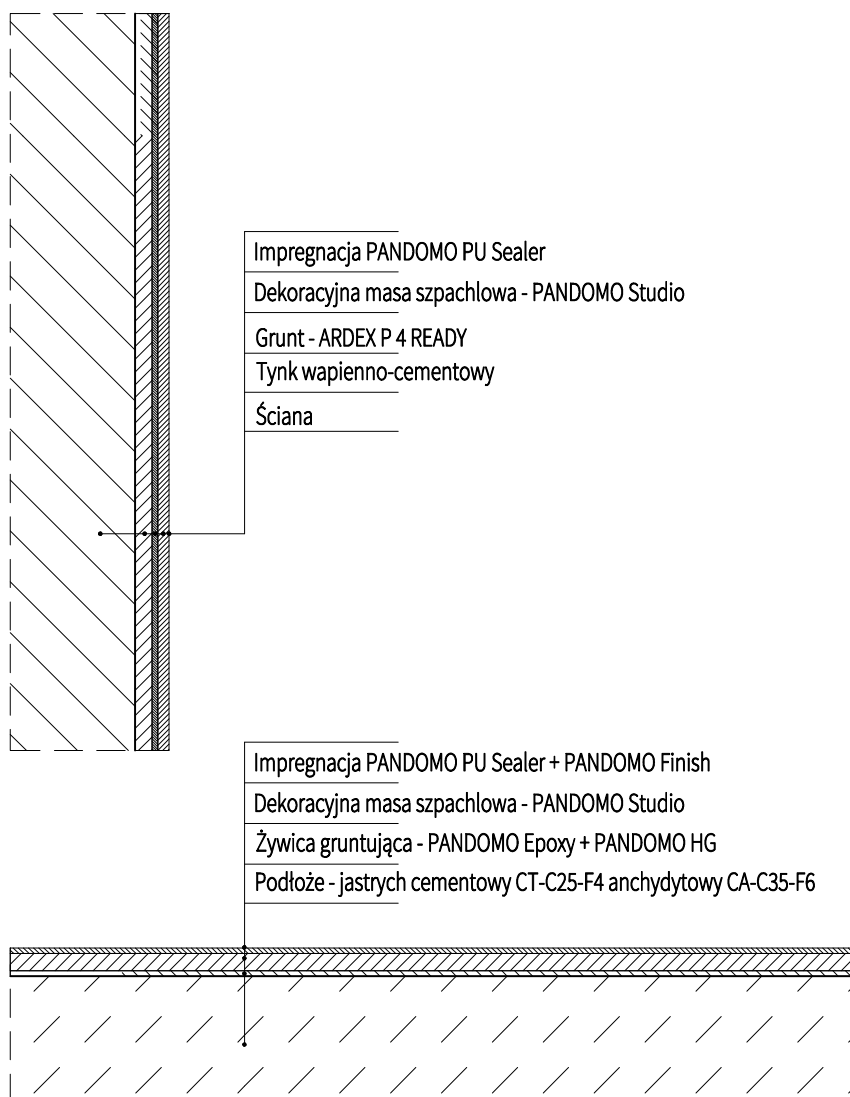 Impregnacja PANDOMO PU Sealer
Dekoracyjna masa szpachlowa - PANDOMO Studio
Grunt - ARDEX P 4 READY
Tynk wapienno-cementowy
Ściana
Impregnacja PANDOMO PU Sealer + PANDOMO Finish
Dekoracyjna masa szpachlowa - PANDOMO Studio
Żywica gruntująca - PANDOMO Epoxy + PANDOMO HG
Podłoże - jastrych cementowy CT-C25-F4 anchydytowy CA-C35-F6